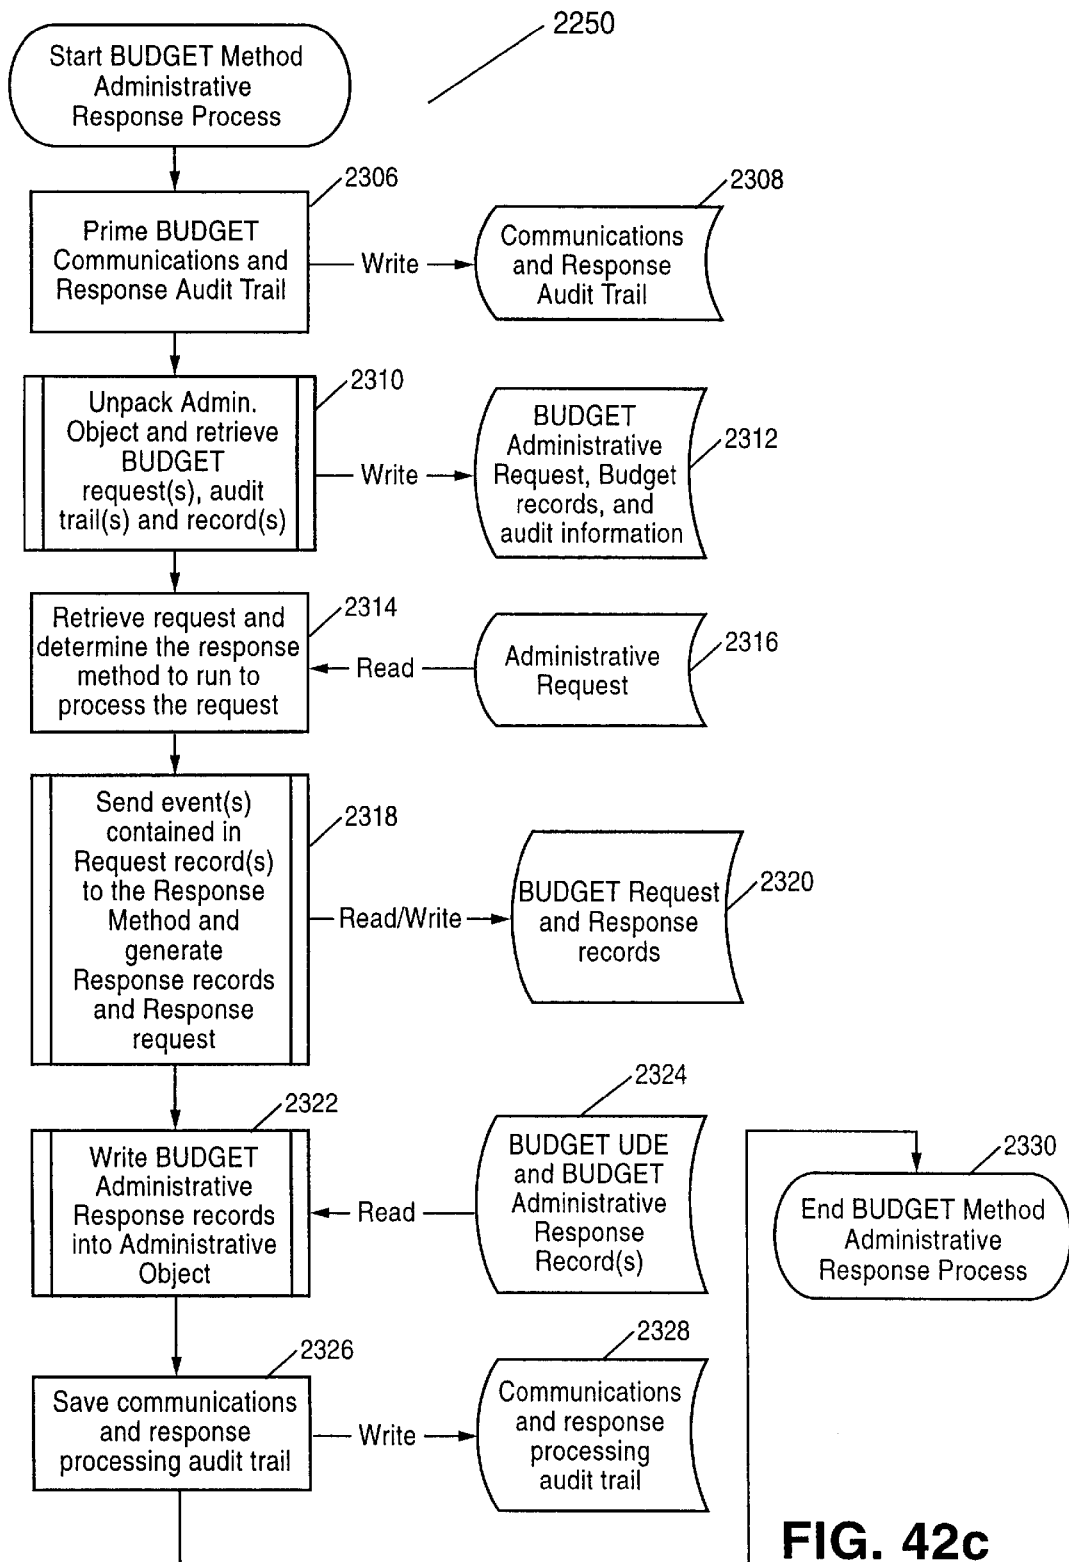 2250
Start BUDGET Method
Administrative
Response Process
2306
Prime BUDGET
Communications and
Response Audit Trail
Write
2308
Communications
and Response
Audit Trail
2310
Unpack Admin.
Object and retrieve
BUDGET
request(s), audit
trail(s) and record(s)
Write
2312
BUDGET
Administrative
Request, Budget
records, and
audit information
2314
Retrieve request and
determine the response
method to run to
process the request
Read
2316
Administrative
Request
2318
Send event(s)
contained in
Request record(s)
to the Response
Method and
generate
Response records
and Response
request
Read/Write
2320
BUDGET Request
and Response
records
2322
Write BUDGET
Administrative
Response records
into Administrative
Object
Read
2324
BUDGET UDE
and BUDGET
Administrative
Response
Record(s)
2326
Save communications
and response
processing audit trail
Write
2328
Communications
and response
processing
audit trail
2330
End BUDGET Method
Administrative
Response Process
FIG. 42c